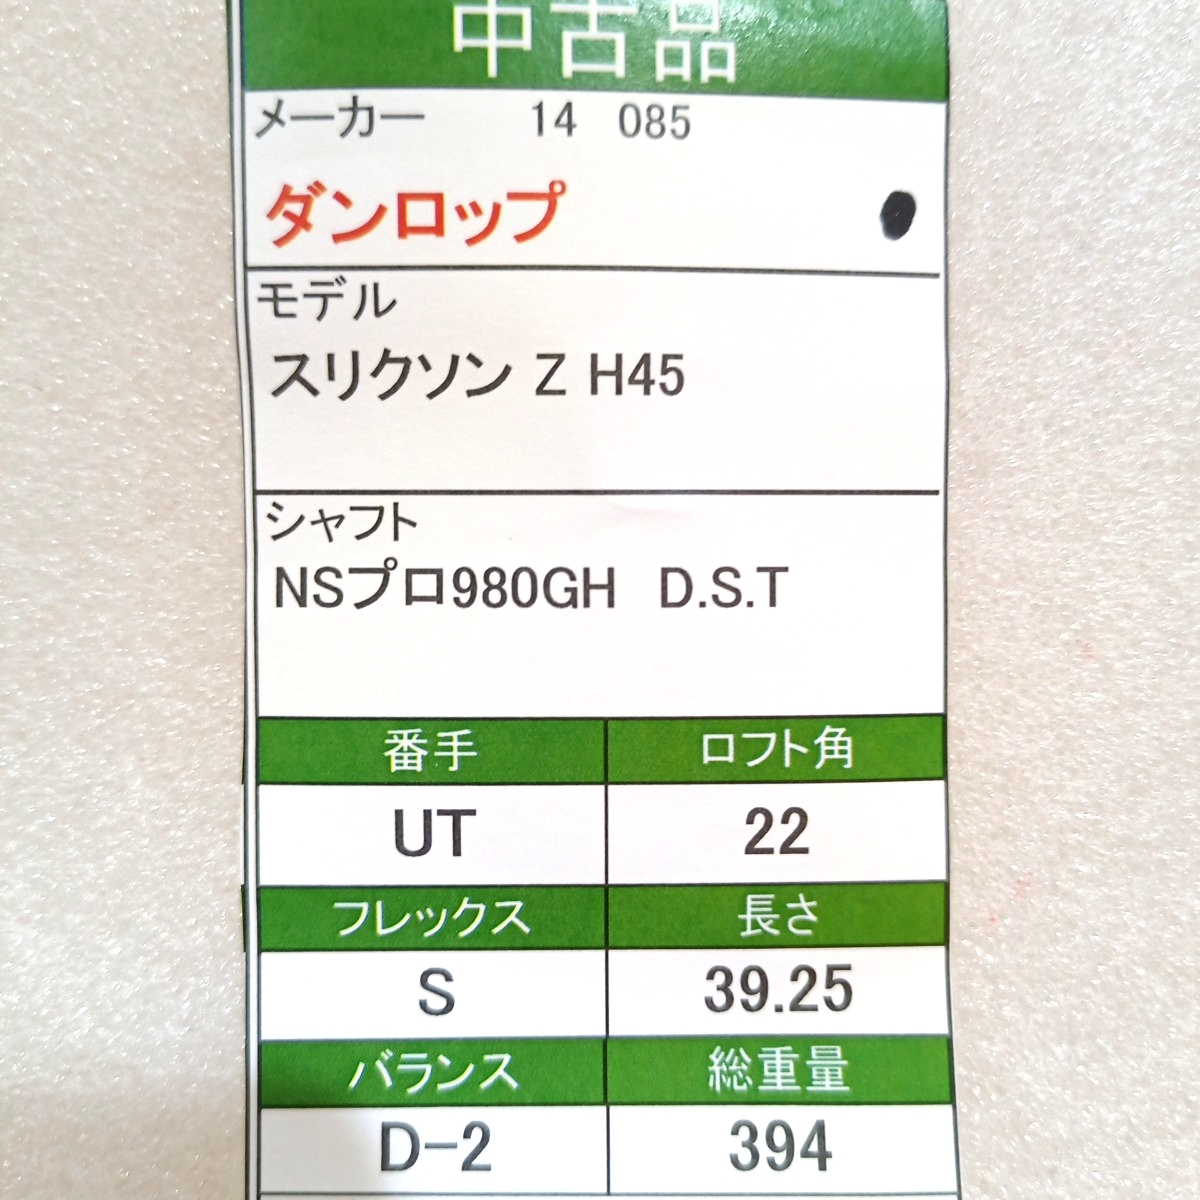 中古品
メーカー 14 085
ダンロップ
モデル
スリクソン Z H45
シャフト
NSプロ980GH D.S.T
番手 ロフト角
UT 22
フレックス 長さ
S 39.25
バランス 総重量
D-2 394